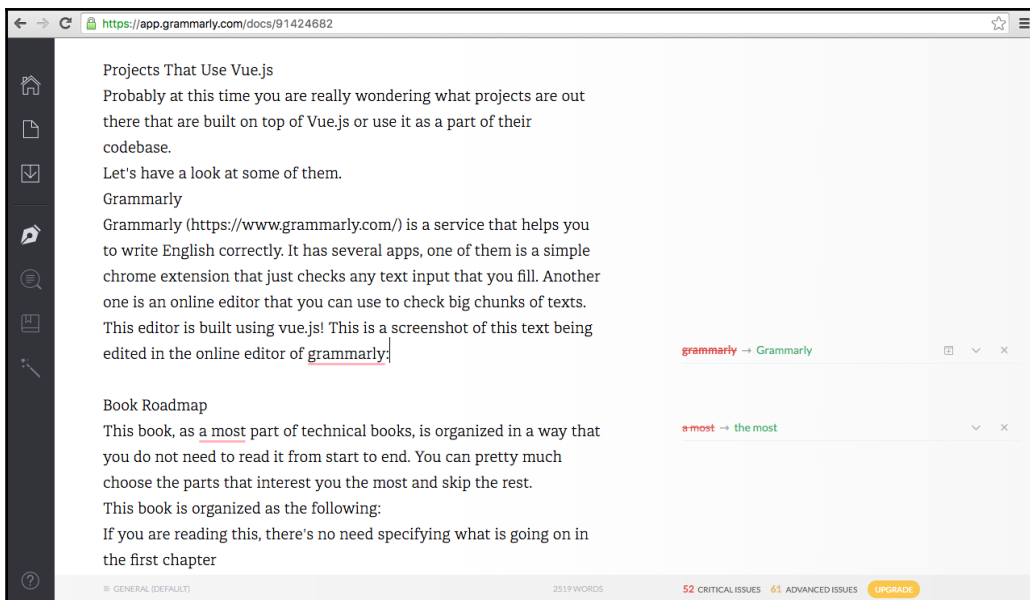 https://app.grammarly.com/docs/91424682
Projects That Use Vue.js
Probably at this time you are really wondering what projects are out
there that are built on top of Vue.js or use it as a part of their
codebase.
Let's have a look at some of them.
Grammarly
Grammarly (https://www.grammarly.com/) is a service that helps you
to write English correctly. It has several apps, one of them is a simple
chrome extension that just checks any text input that you fill. Another
one is an online editor that you can use to check big chunks of texts.
This editor is built using vue.js! This is a screenshot of this text being
edited in the online editor of grammarly:
grammarly → Grammarly
Book Roadmap
This book, as a most part of technical books, is organized in a way that
a most → the most
you do not need to read it from start to end. You can pretty much
choose the parts that interest you the most and skip the rest.
This book is organized as the following:
If you are reading this, there's no need specifying what is going on in
the first chapter
GENERAL (DEFAULT) 2519 WORDS 52 CRITICAL ISSUES 61 ADVANCED ISSUES UPGRADE